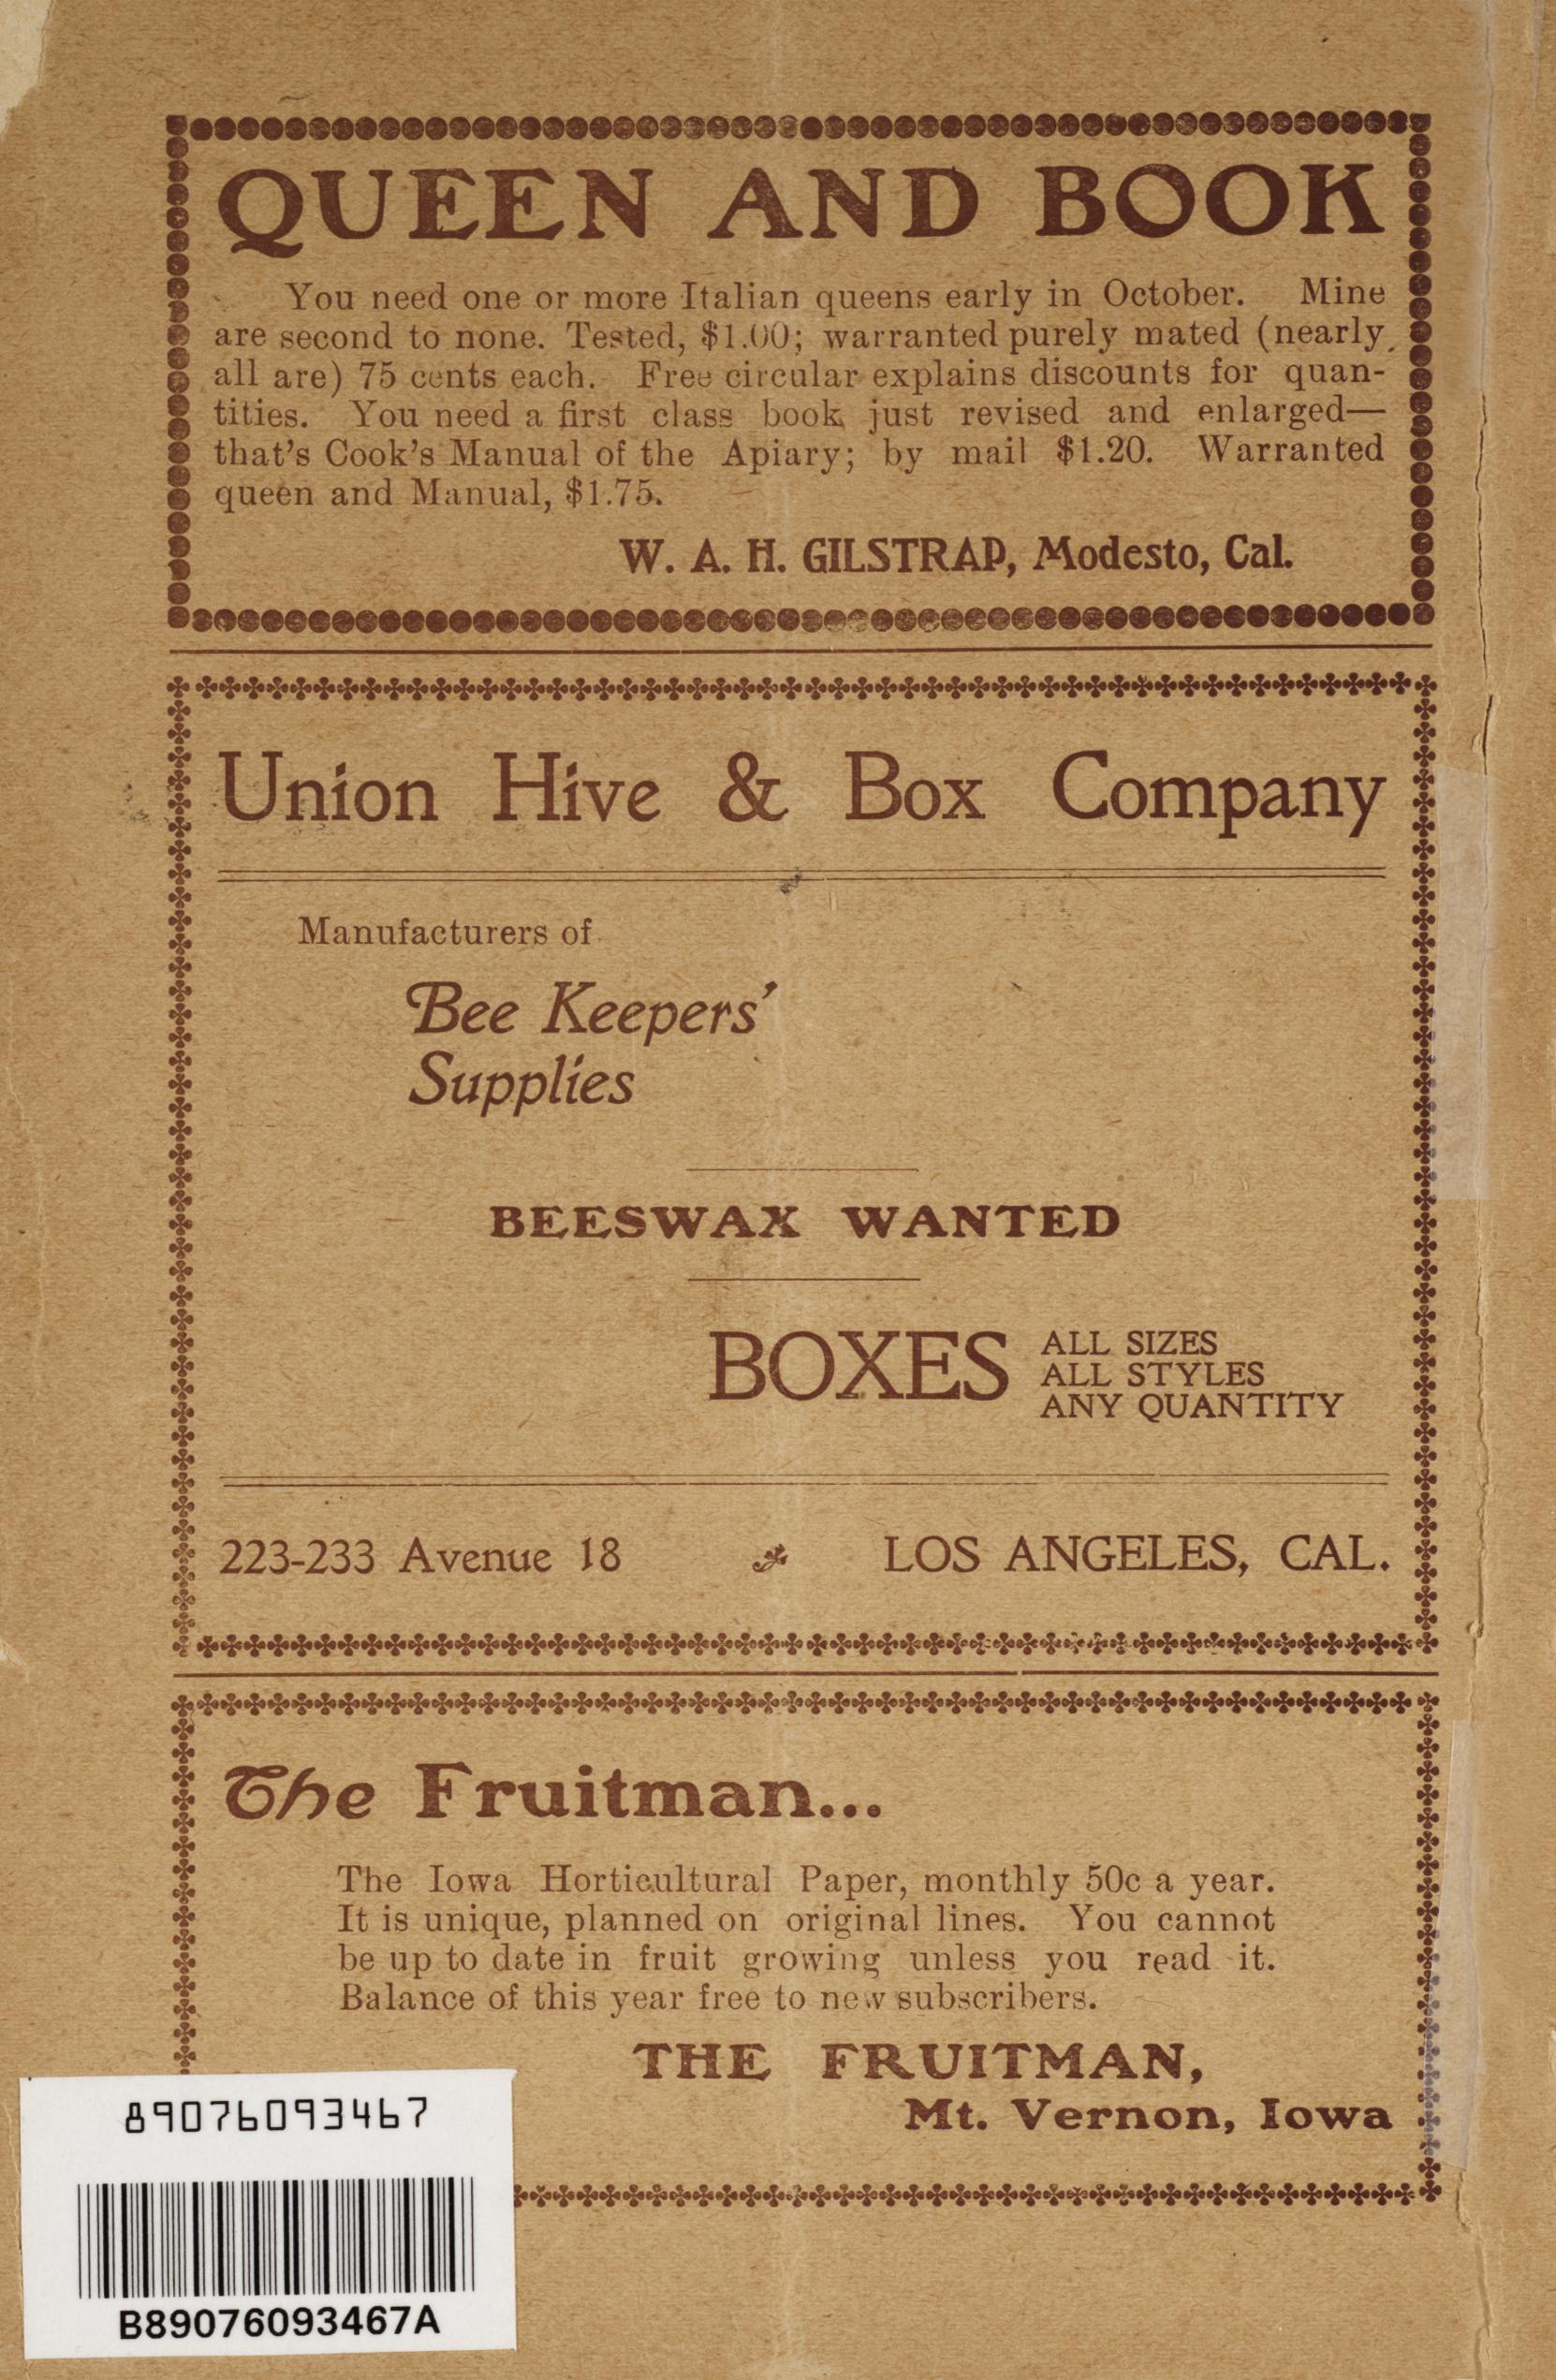 QUEEN AND BOOK
You need one or more Italian queens early in October. Mine
are second to none. Tested, $1.00; warranted purely mated (nearly
all are) 75 cents each. Free circular explains discounts for quan-
tities. You need a first class book just revised and enlarged—
that's Cook's Manual of the Apiary; by mail $1.20. Warranted
queen and Manual, $1.75.
W. A. H. GILSTRAP, Modesto, Cal.
Union Hive & Box Company
Manufacturers of
Bee Keepers'
Supplies
BEESWAX WANTED
BOXES
ALL SIZES
ALL STYLES
ANY QUANTITY
223-233 Avenue 18 LOS ANGELES, CAL.
The Fruitman...
The Iowa Horticultural Paper, monthly 50c a year.
It is unique, planned on original lines. You cannot
be up to date in fruit growing unless you read it.
Balance of this year free to new subscribers.
THE FRUITMAN,
Mt. Vernon, Iowa
89076093467
B89076093467A